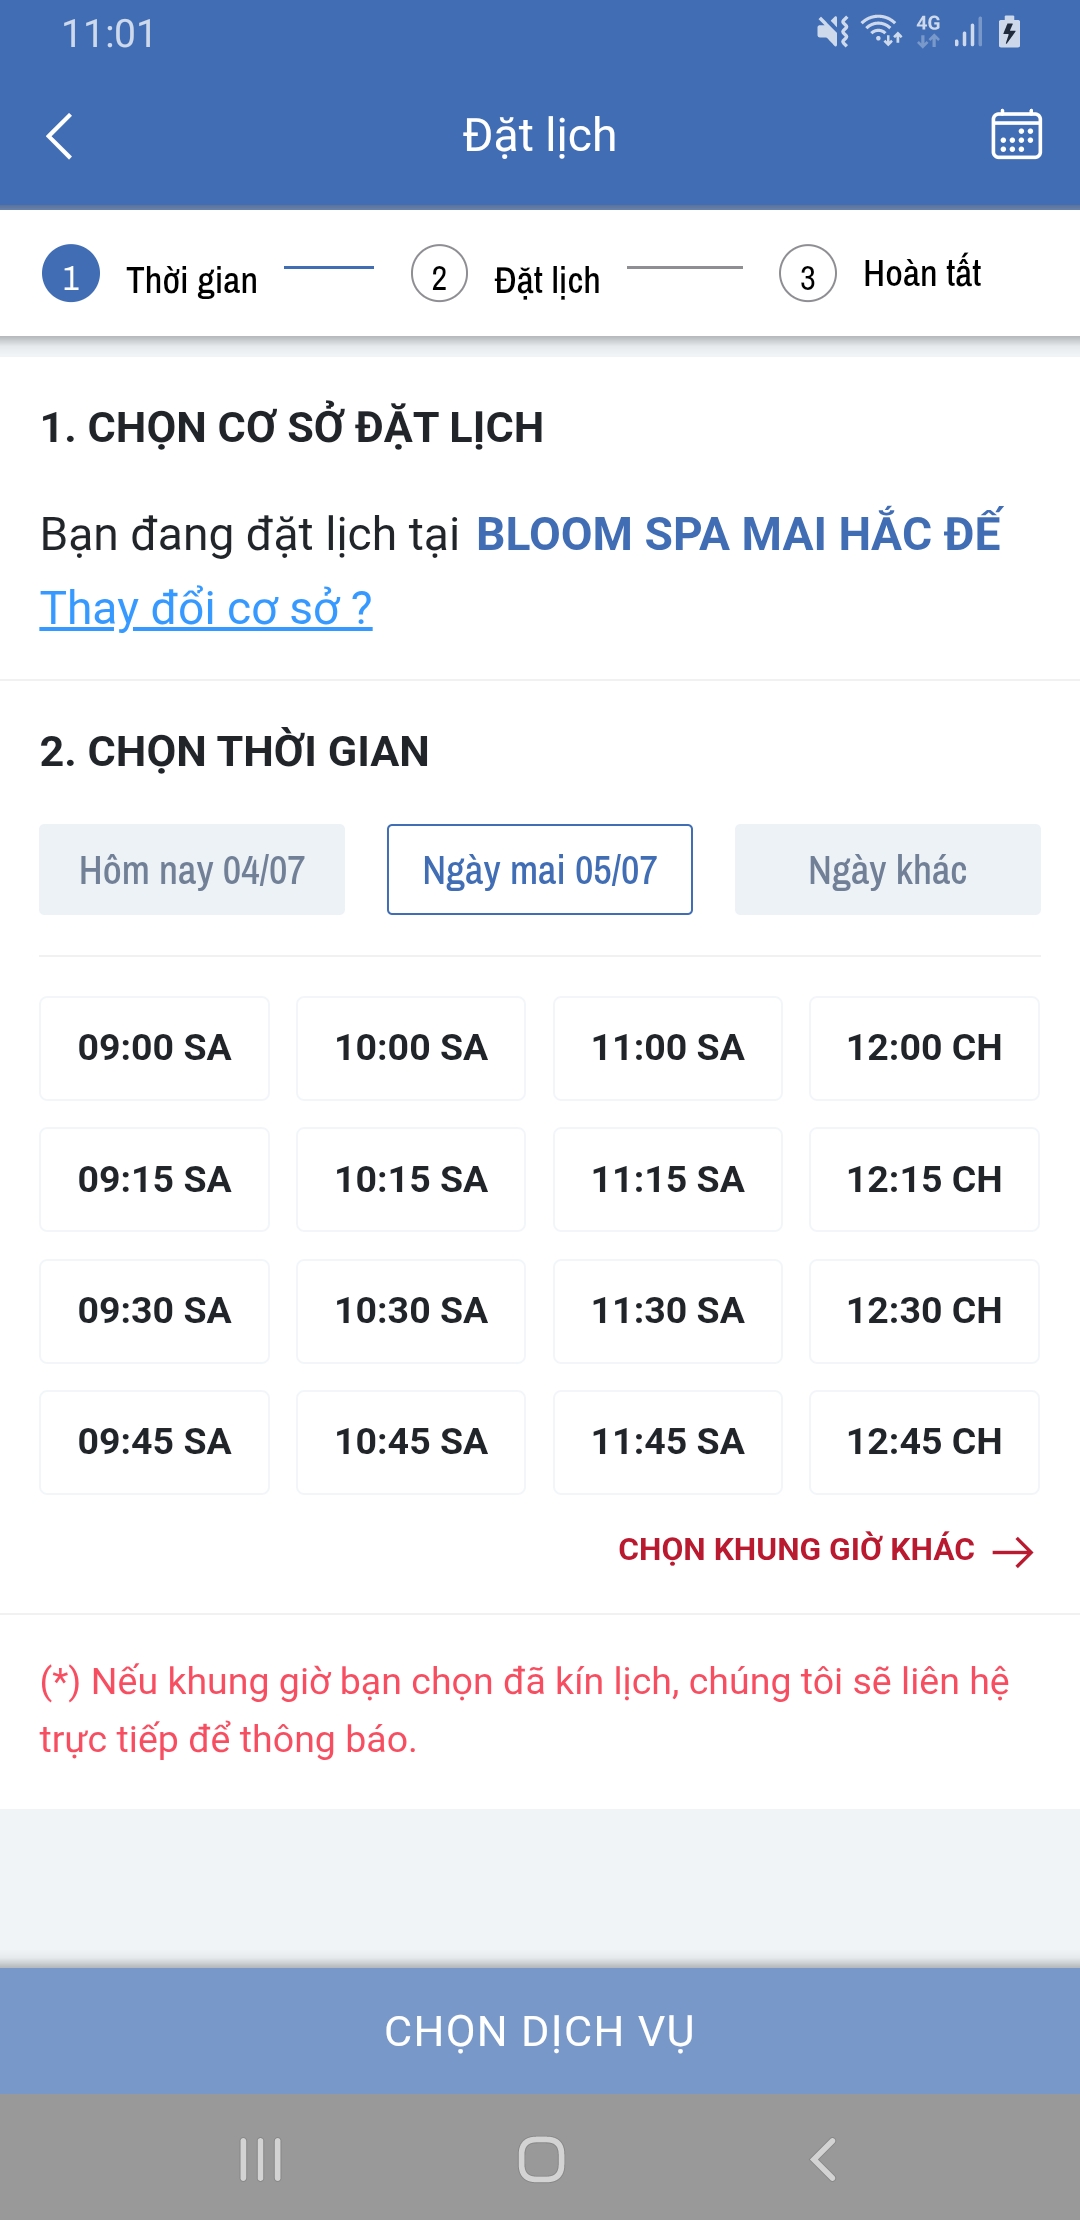 11:01
4G
Đặt lịch
1 Thời gian 2 Đặt lịch 3 Hoàn tất
1. CHỌN CƠ SỞ ĐẶT LỊCH
Bạn đang đặt lịch tại BLOOM SPA MAI HẮC ĐẾ
Thay đổi cơ sở ?
2. CHỌN THỜI GIAN
Hôm nay 04/07 Ngày mai 05/07 Ngày khác
09:00 SA 10:00 SA 11:00 SA 12:00 CH
09:15 SA 10:15 SA 11:15 SA 12:15 CH
09:30 SA 10:30 SA 11:30 SA 12:30 CH
09:45 SA 10:45 SA 11:45 SA 12:45 CH
CHỌN KHUNG GIỜ KHÁC
(*) Nếu khung giờ bạn chọn đã kín lịch, chúng tôi sẽ liên hệ
trực tiếp để thông báo.
CHỌN DỊCH VỤ